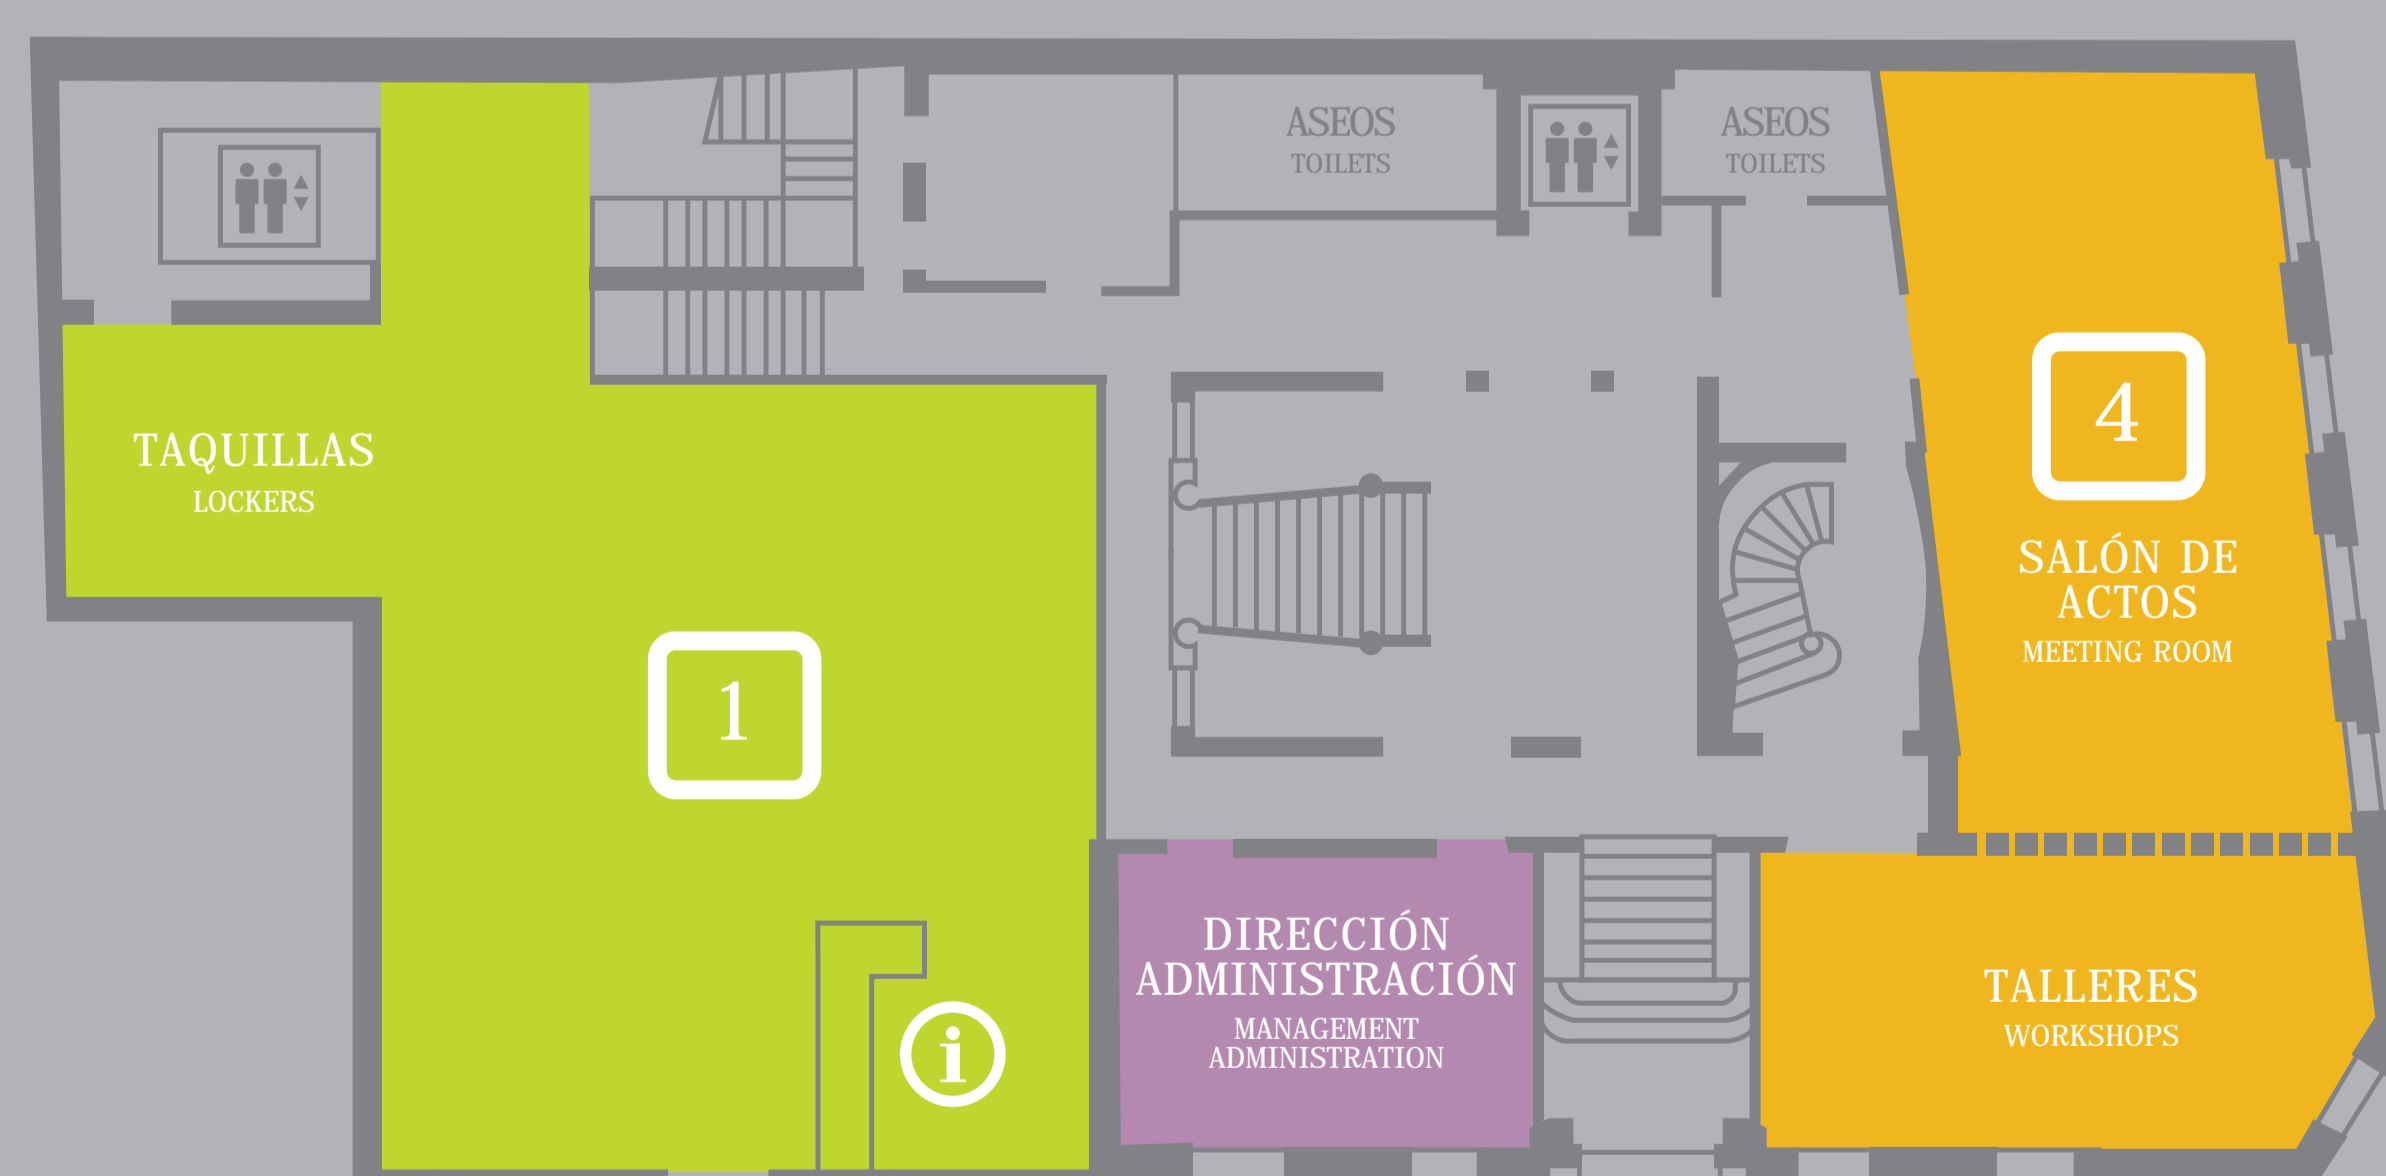 ASEOS
TOILETS
ASEOS
TOILETS
TAQUILLAS
LOCKERS
4
SALÓN DE
ACTOS
MEETING ROOM
1
DIRECCIÓN
ADMINISTRACIÓN
MANAGEMENT
ADMINISTRATION
TALLERES
WORKSHOPS
i